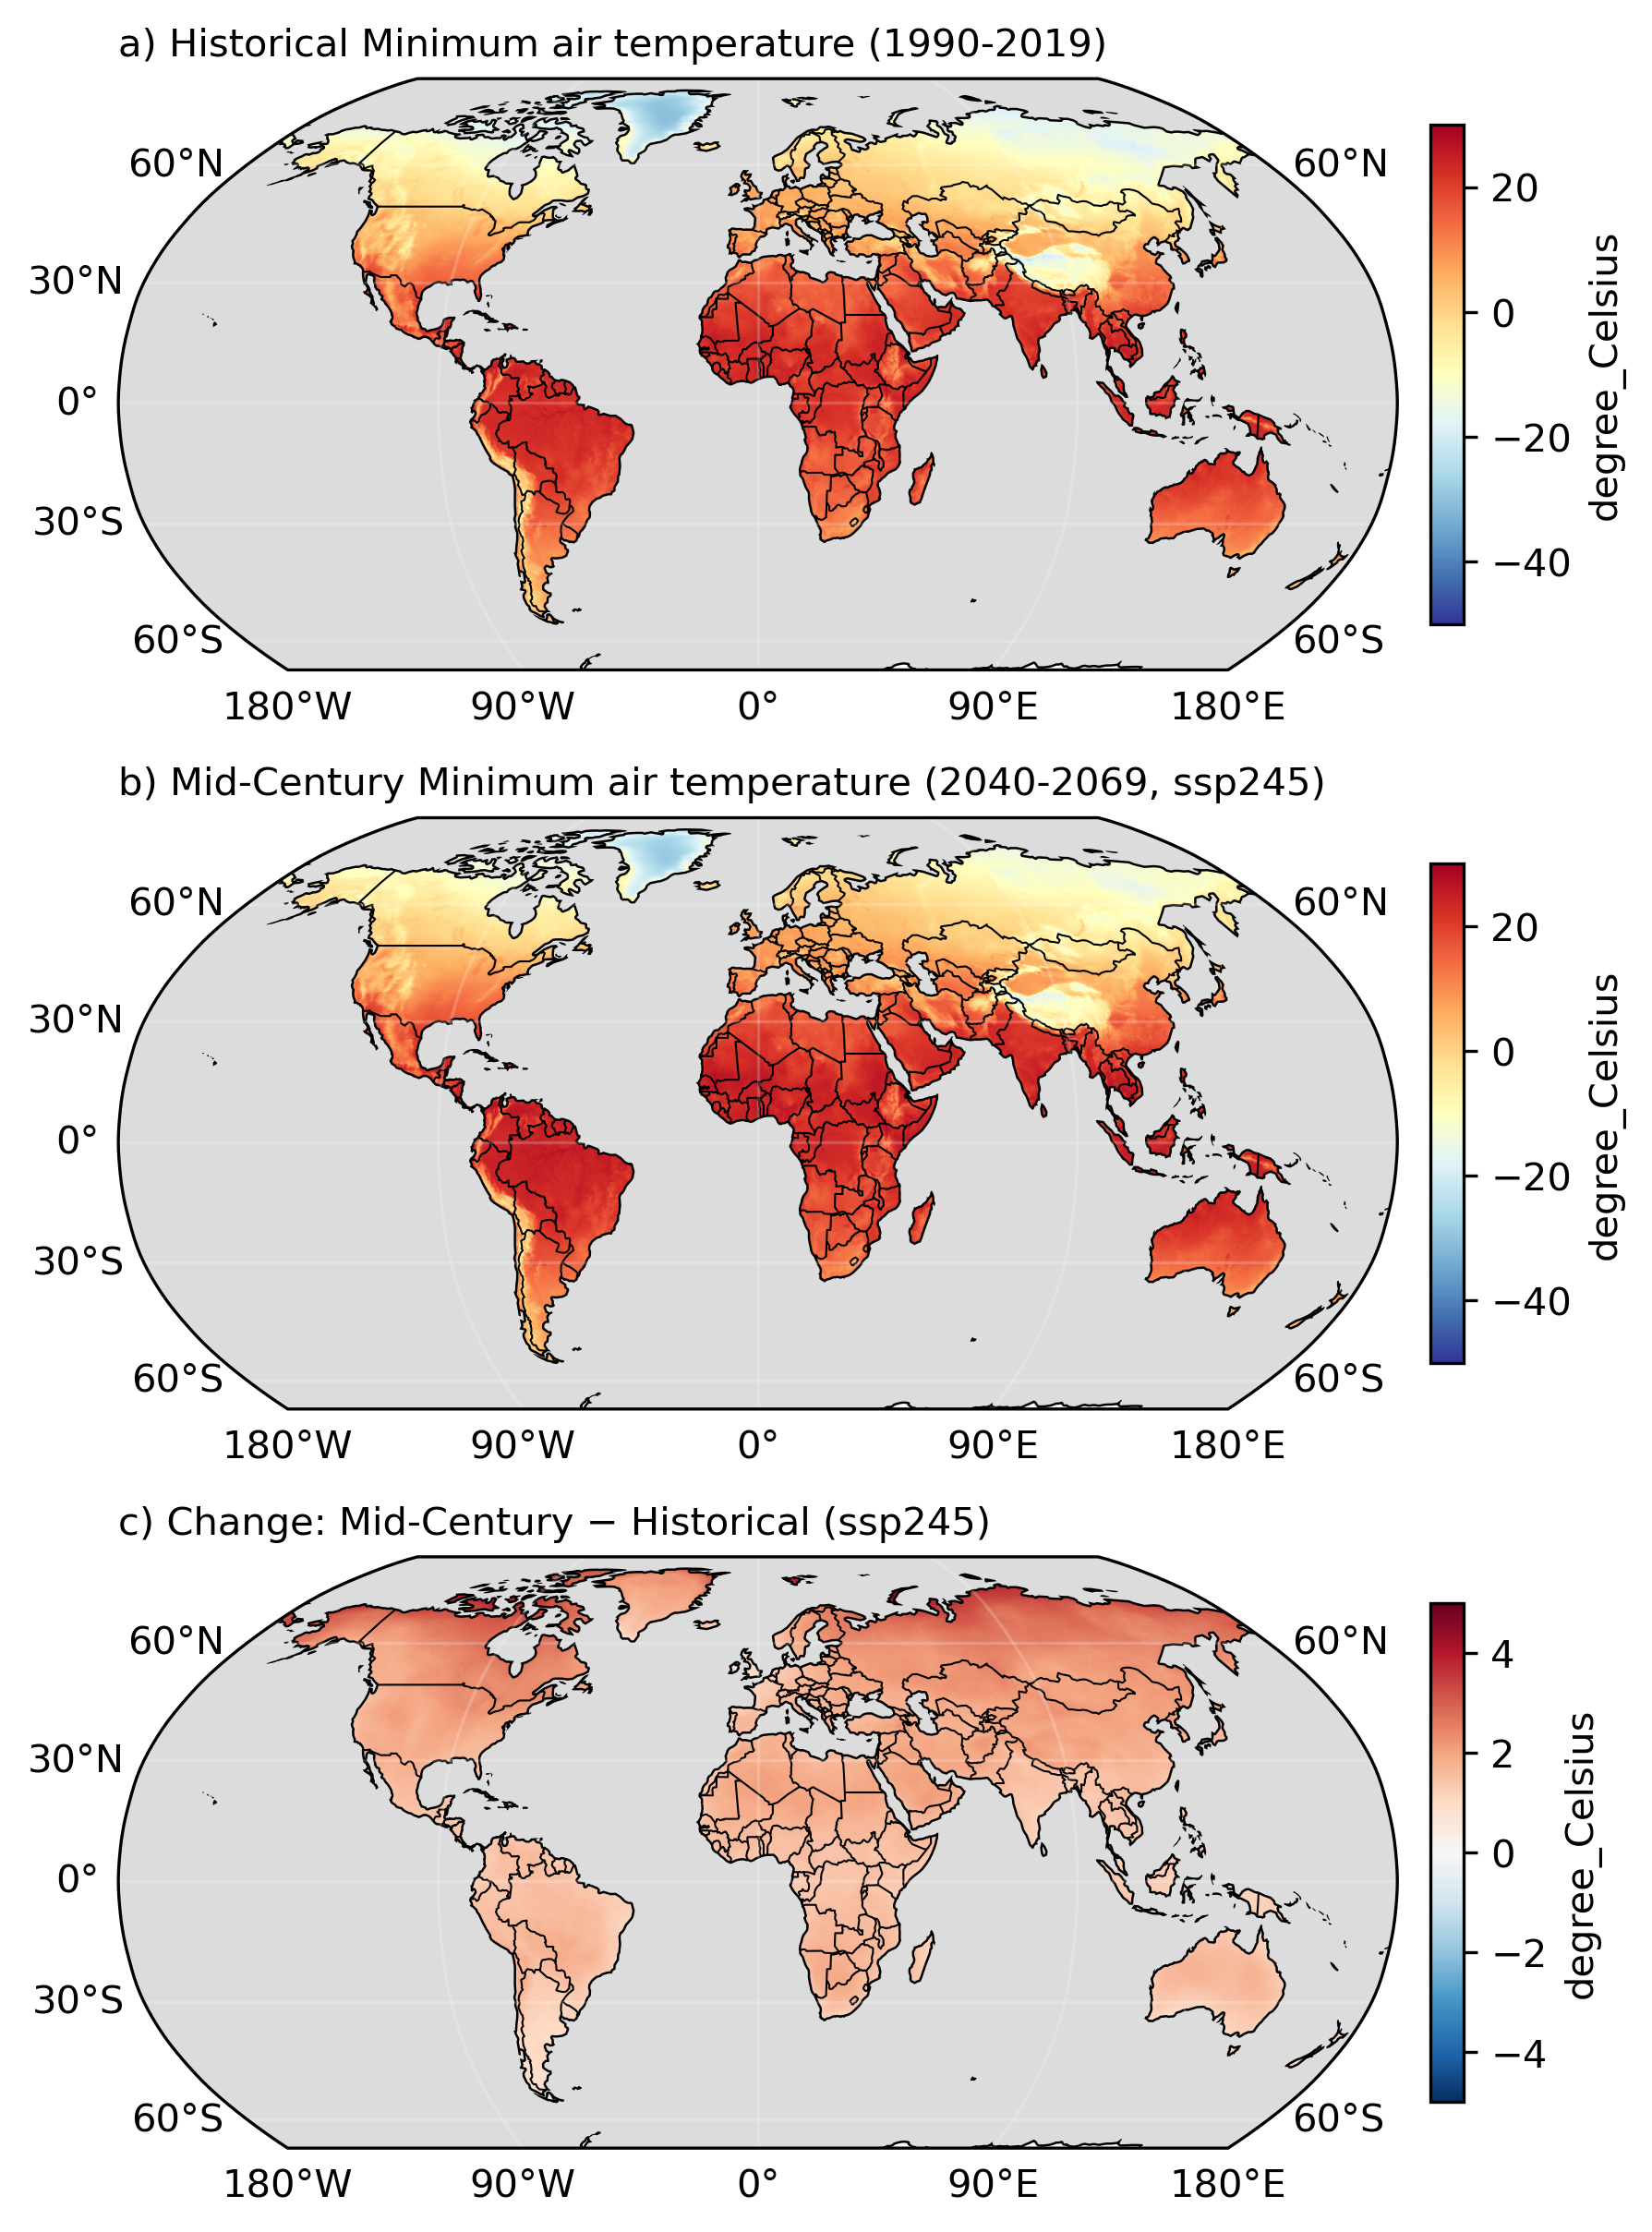 a) Historical Minimum air temperature (1990-2019)
60°N 60°N
30°N
0°
30°S
60°S 60°S
180°W 90°W 0° 90°E 180°E
20
0
−20
−40
degree_Celsius
b) Mid-Century Minimum air temperature (2040-2069, ssp245)
60°N 60°N
30°N
0°
30°S
60°S 60°S
180°W 90°W 0° 90°E 180°E
20
0
−20
−40
degree_Celsius
c) Change: Mid-Century − Historical (ssp245)
60°N 60°N
30°N
0°
30°S
60°S 60°S
180°W 90°W 0° 90°E 180°E
4
2
0
−2
−4
degree_Celsius